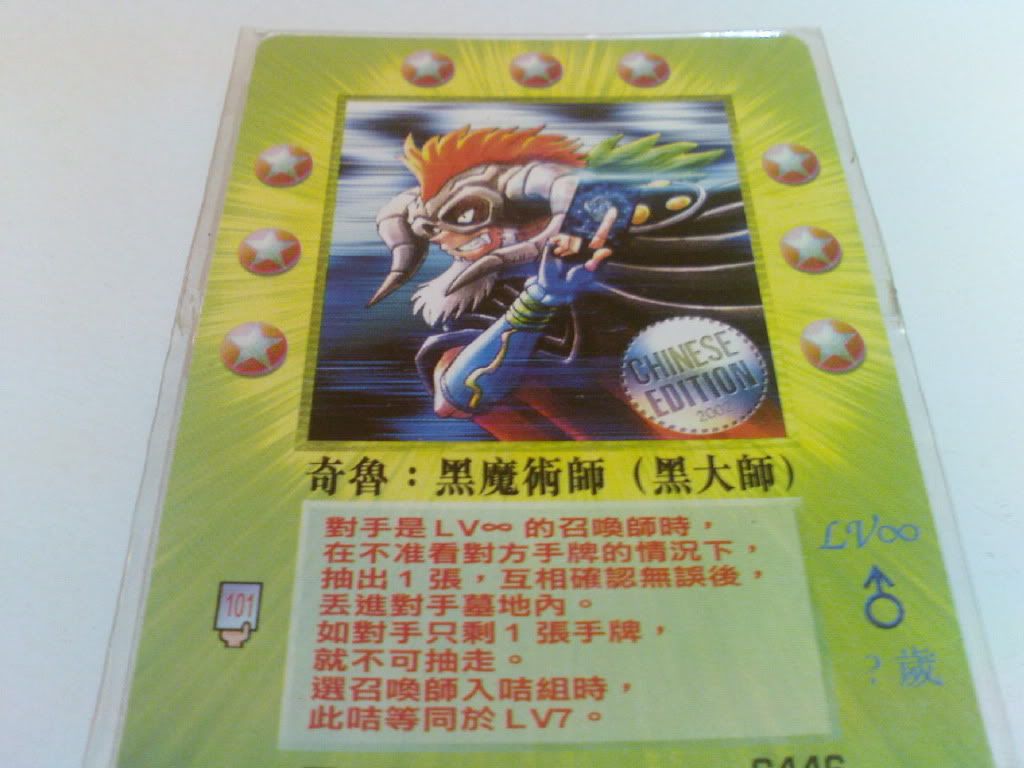 CHINESE
EDITION
2002
奇魯：黑魔術師（黑大師）
對手是LV∞的召喚師時，
在不准看對方手牌的情況下，
抽出1張，互相確認無誤後，
丟進對手墓地內。
如對手只剩1張手牌，
就不可抽走。
選召喚師入咭組時，
此咭等同於LV7。
LV∞
101
?歲